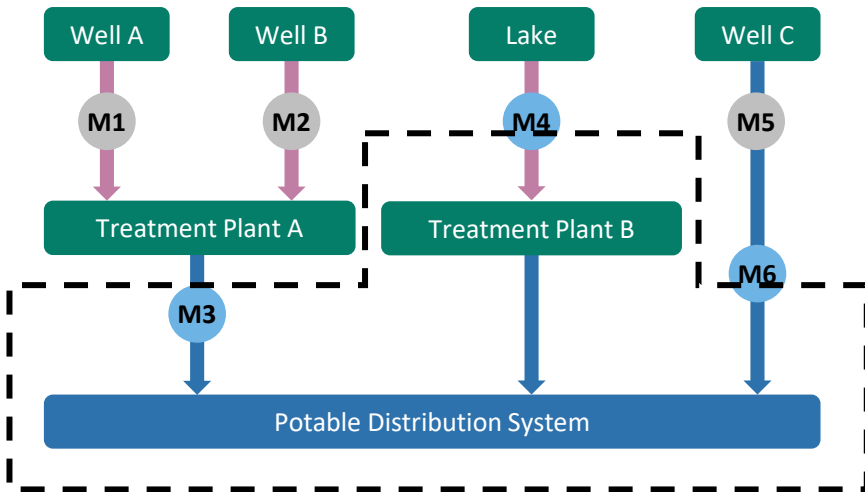 Well A
Well B
Lake
Well C
M1
M2
M4
M5
Treatment Plant A
Treatment Plant B
M6
M3
Potable Distribution System